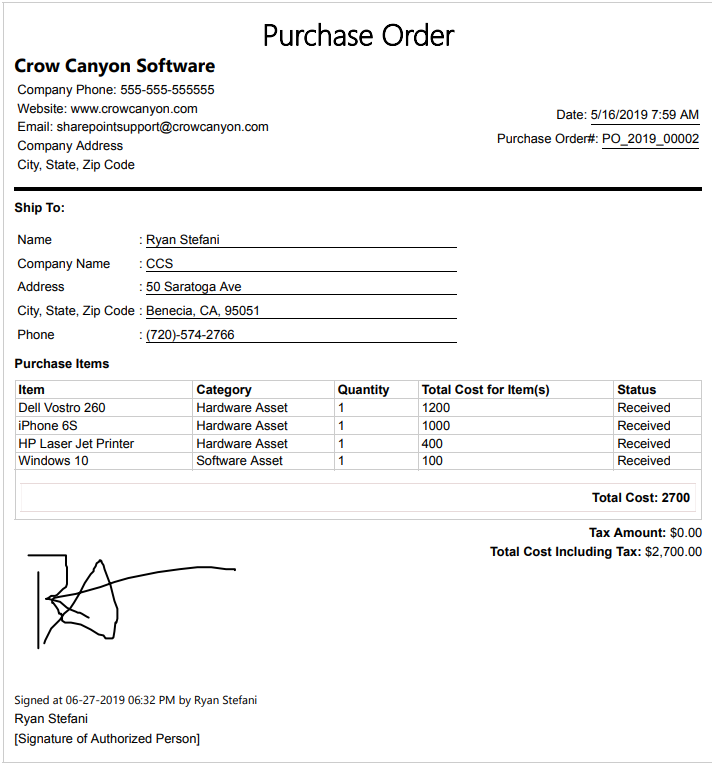 Purchase Order
Crow Canyon Software
Company Phone: 555-555-555555
Website: www.crowcanyon.com
Email: sharepointsupport@crowcanyon.com
Company Address
City, State, Zip Code
Date: 5/16/2019 7:59 AM
Purchase Order#: PO_2019_00002
Ship To:
Name : Ryan Stefani
Company Name : CCS
Address : 50 Saratoga Ave
City, State, Zip Code : Benecia, CA, 95051
Phone : (720)-574-2766
Purchase Items
Item Category Quantity Total Cost for Item(s) Status
Dell Vostro 260 Hardware Asset 1 1200 Received
iPhone 6S Hardware Asset 1 1000 Received
HP Laser Jet Printer Hardware Asset 1 400 Received
Windows 10 Software Asset 1 100 Received
Total Cost: 2700
Tax Amount: $0.00
Total Cost Including Tax: $2,700.00
Signed at 06-27-2019 06:32 PM by Ryan Stefani
Ryan Stefani
[Signature of Authorized Person]